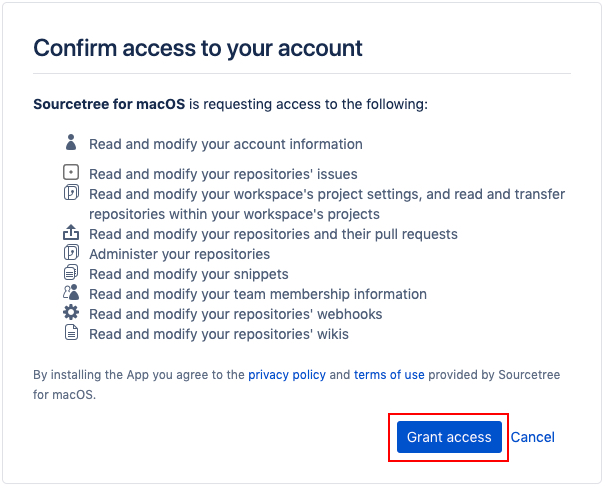 Confirm access to your account
Sourcetree for macOS is requesting access to the following:
Read and modify your account information
Read and modify your repositories' issues
Read and modify your workspace's project settings, and read and transfer
repositories within your workspace's projects
Read and modify your repositories and their pull requests
Administer your repositories
Read and modify your snippets
Read and modify your team membership information
Read and modify your repositories' webhooks
Read and modify your repositories' wikis
By installing the App you agree to the privacy policy and terms of use provided by Sourcetree
for macOS.
Grant access Cancel